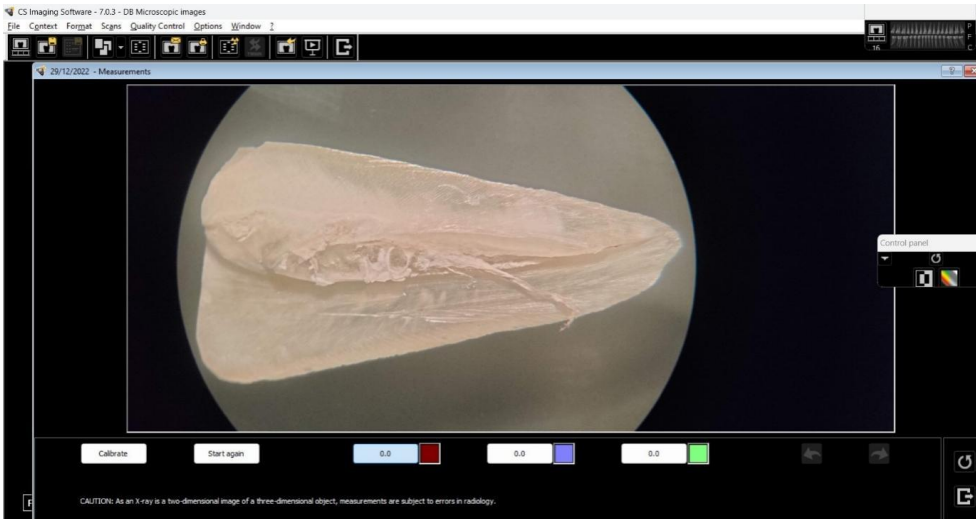 CS Imaging Software - 7.0.3 - DB Microscopic images
File Context Format Scans Quality Control Options Window ?
16
P
F
C
29/12/2022 - Measurements
Control panel
Calibrate Start again 0.0 0.0 0.0
CAUTION: As an X-ray is a two-dimensional image of a three-dimensional object, measurements are subject to errors in radiology.
F